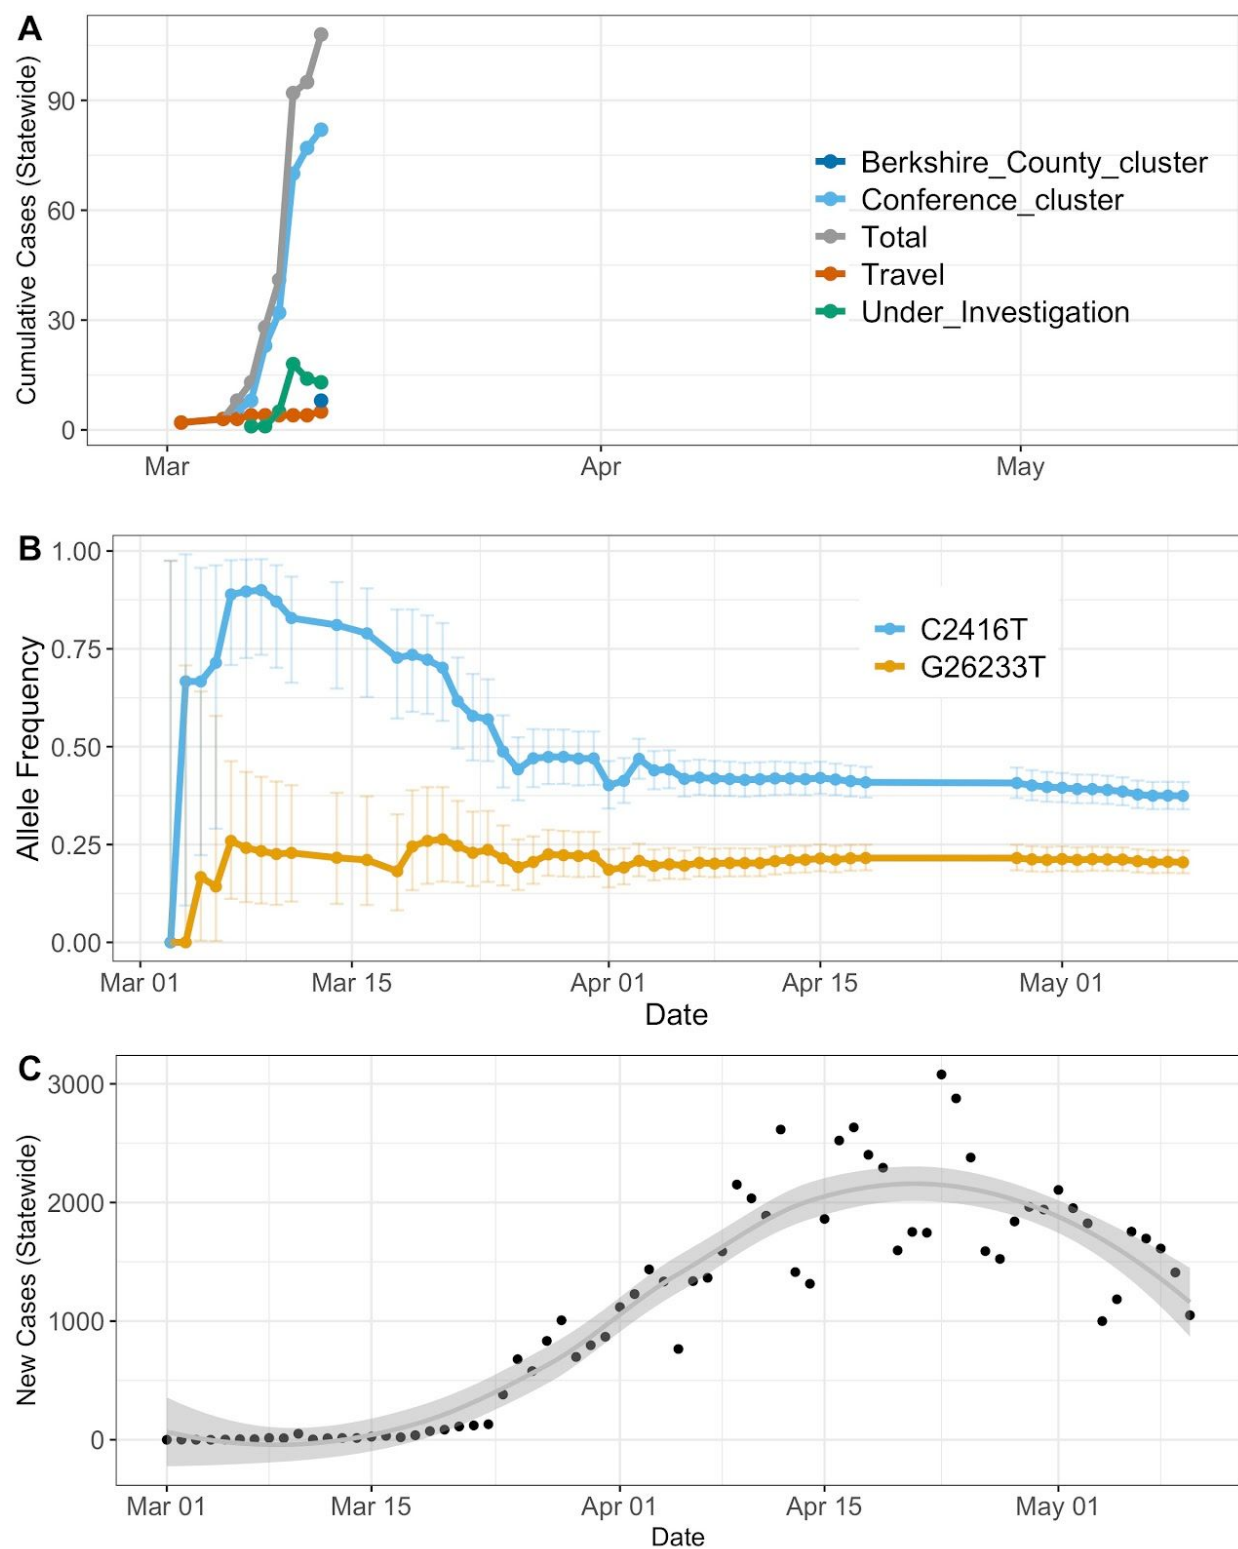 A
Cumulative Cases (Statewide)
90
60
30
0
Mar
Apr
May
Berkshire_County_cluster
Conference_cluster
Total
Travel
Under_Investigation
B
Allele Frequency
1.00
0.75
0.50
0.25
0.00
C2416T
G26233T
Mar 01
Mar 15
Apr 01
Apr 15
May 01
Date
C
New Cases (Statewide)
3000
2000
1000
0
Mar 01
Mar 15
Apr 01
Apr 15
May 01
Date